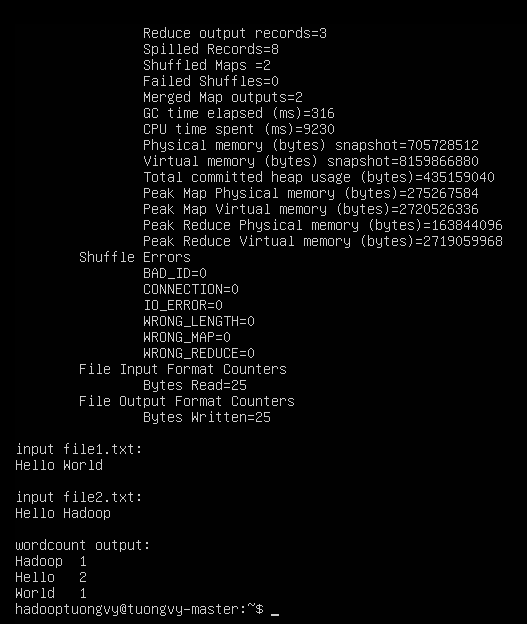 Reduce output records=3
Spilled Records=8
Shuffled Maps =2
Failed Shuffles=0
Merged Map outputs=2
GC time elapsed (ms)=316
CPU time spent (ms)=9230
Physical memory (bytes) snapshot=705728512
Virtual memory (bytes) snapshot=8159866880
Total committed heap usage (bytes)=435159040
Peak Map Physical memory (bytes)=275267584
Peak Map Virtual memory (bytes)=2720526336
Peak Reduce Physical memory (bytes)=163844096
Peak Reduce Virtual memory (bytes)=2719059968
Shuffle Errors
BAD_ID=0
CONNECTION=0
IO_ERROR=0
WRONG_LENGTH=0
WRONG_MAP=0
WRONG_REDUCE=0
File Input Format Counters
Bytes Read=25
File Output Format Counters
Bytes Written=25
input file1.txt:
Hello World
input file2.txt:
Hello Hadoop
wordcount output:
Hadoop  1
Hello   2
World   1
hadooptuongvy@tuongvy-master:~$ _